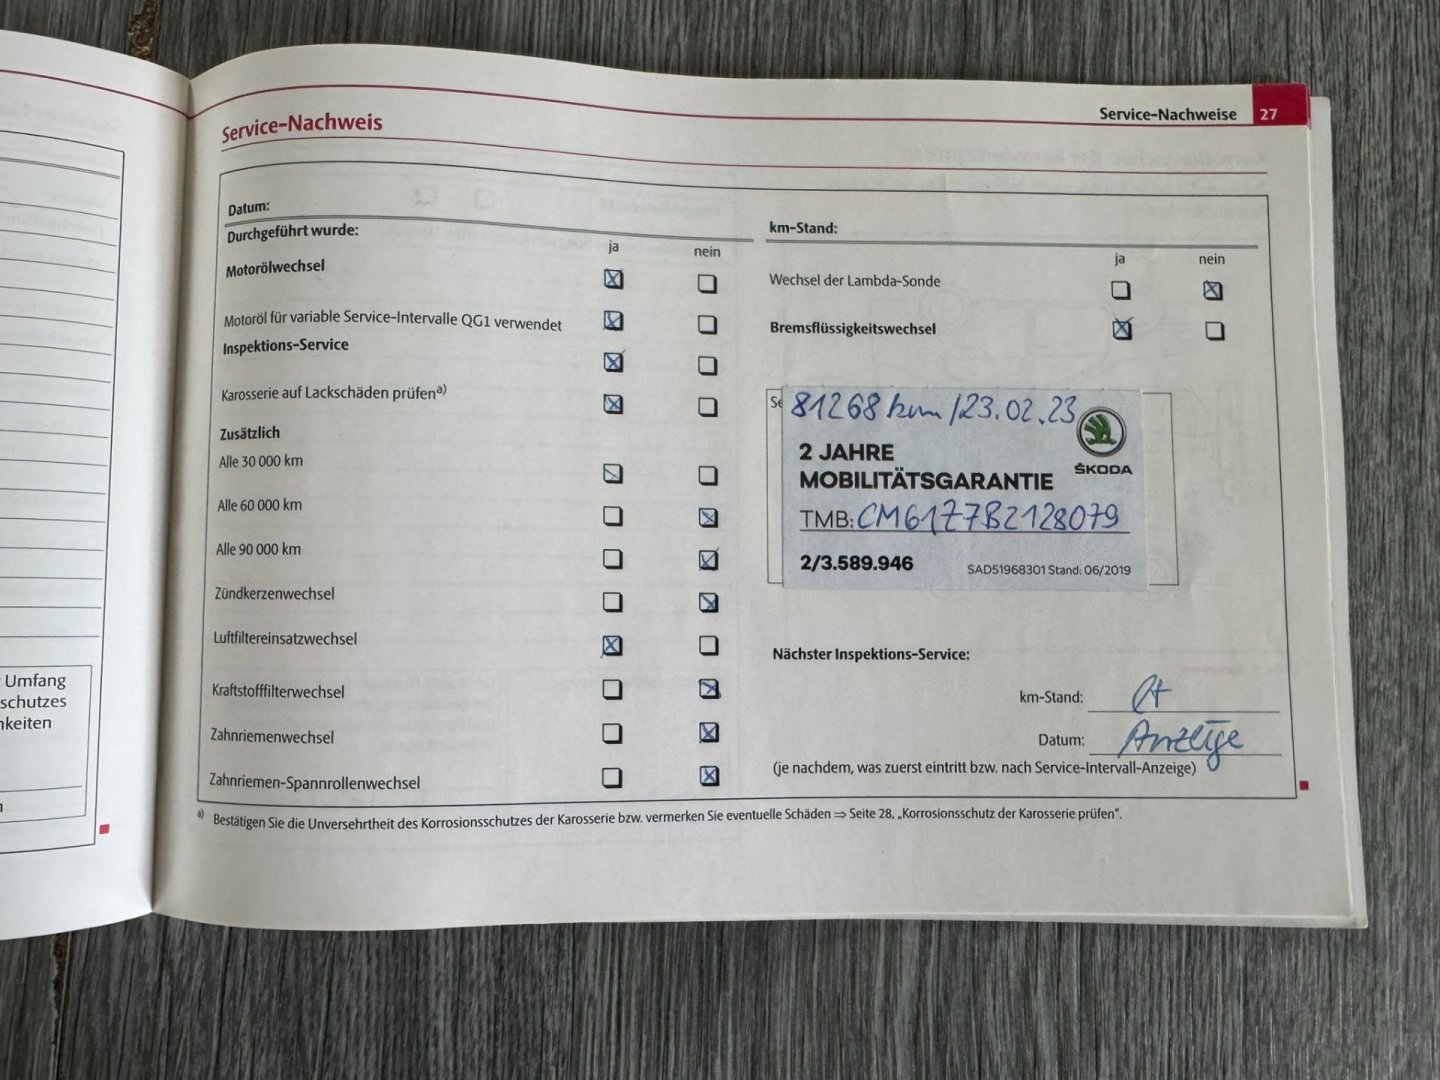 Service-Nachweise 27
Service-Nachweis
Datum:
Durchgeführt wurde:
ja nein
Motorölwechsel
Motoröl für variable Service-Intervalle QG1 verwendet
Inspektions-Service
Karosserie auf Lackschäden prüfen a)
Zusätzlich
Alle 30 000 km
Alle 60 000 km
Alle 90 000 km
Zündkerzenwechsel
Luftfiltereinsatzwechsel
Kraftstofffilterwechsel
Zahnriemenwechsel
Zahnriemen-Spannrollenwechsel
km-Stand:
ja nein
Wechsel der Lambda-Sonde
Bremsflüssigkeitswechsel
81268 km / 23.02.23
2 JAHRE
MOBILITÄTSGARANTIE
ŠKODA
TMB: CM61Z7B2128079
2/3.589.946 SAD51968301 Stand: 06/2019
Nächster Inspektions-Service:
km-Stand:
Datum: Anzeige
(je nachdem, was zuerst eintritt bzw. nach Service-Intervall-Anzeige)
a) Bestätigen Sie die Unversehrtheit des Korrosionsschutzes der Karosserie bzw. vermerken Sie eventuelle Schäden ⇒ Seite 28, „Korrosionsschutz der Karosserie prüfen“.
Umfang
schutzes
keiten